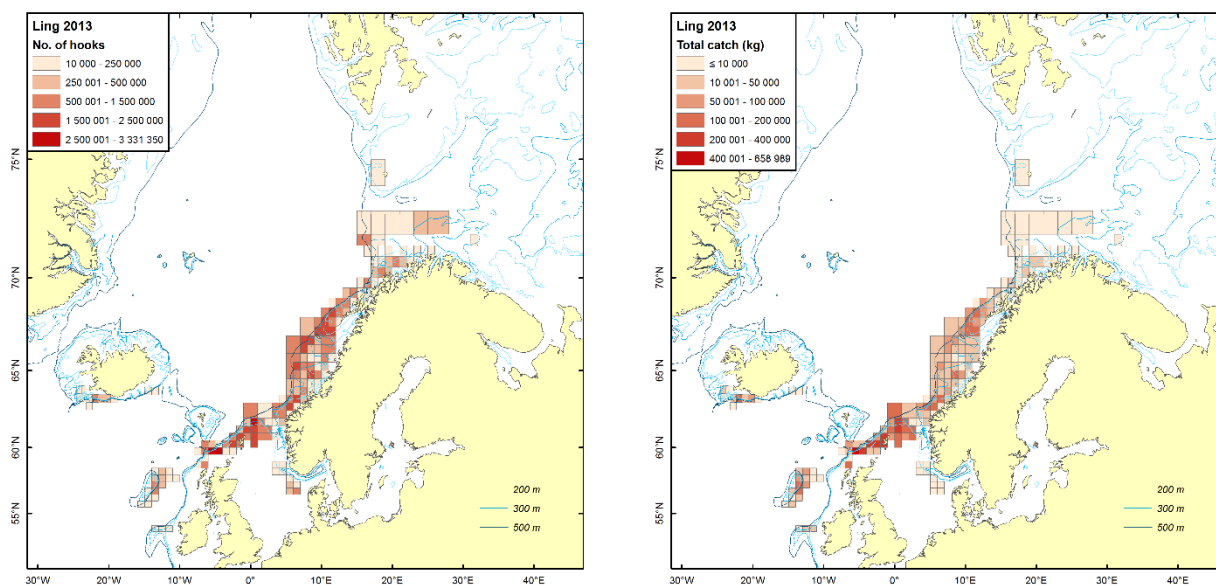 Ling 2013
No. of hooks
10 000 - 250 000
250 001 - 500 000
500 001 - 1 500 000
1 500 001 - 2 500 000
2 500 001 - 3 331 350
75°N
70°N
65°N
60°N
55°N
200 m
300 m
500 m
30°W
20°W
10°W
0°
10°E
20°E
30°E
40°E
Ling 2013
Total catch (kg)
≤ 10 000
10 001 - 50 000
50 001 - 100 000
100 001 - 200 000
200 001 - 400 000
400 001 - 658 989
75°N
70°N
65°N
60°N
55°N
200 m
300 m
500 m
30°W
20°W
10°W
0°
10°E
20°E
30°E
40°E